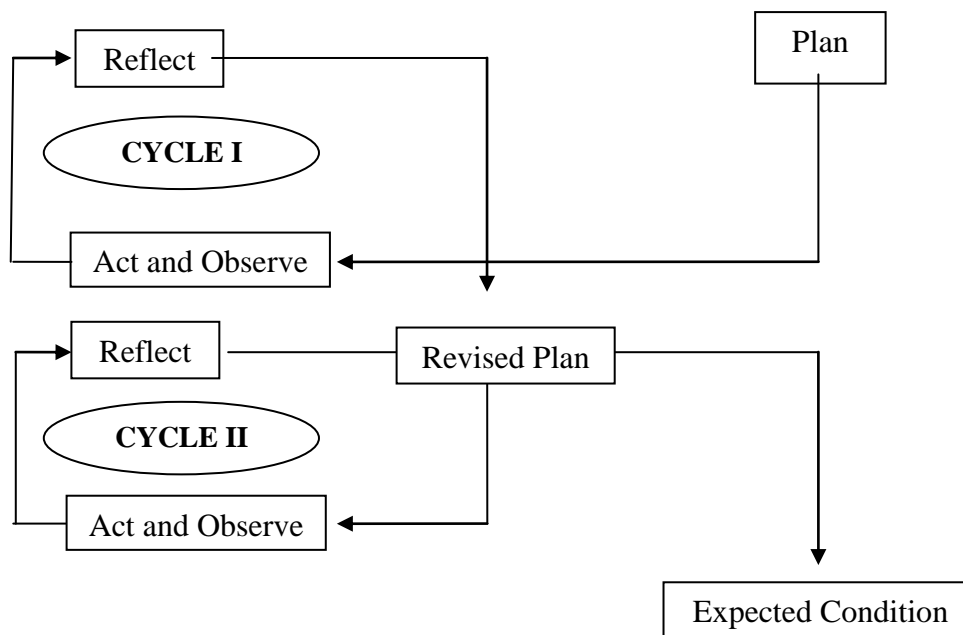 Plan
Reflect
CYCLE I
Act and Observe
Reflect
Revised Plan
CYCLE II
Act and Observe
Expected Condition